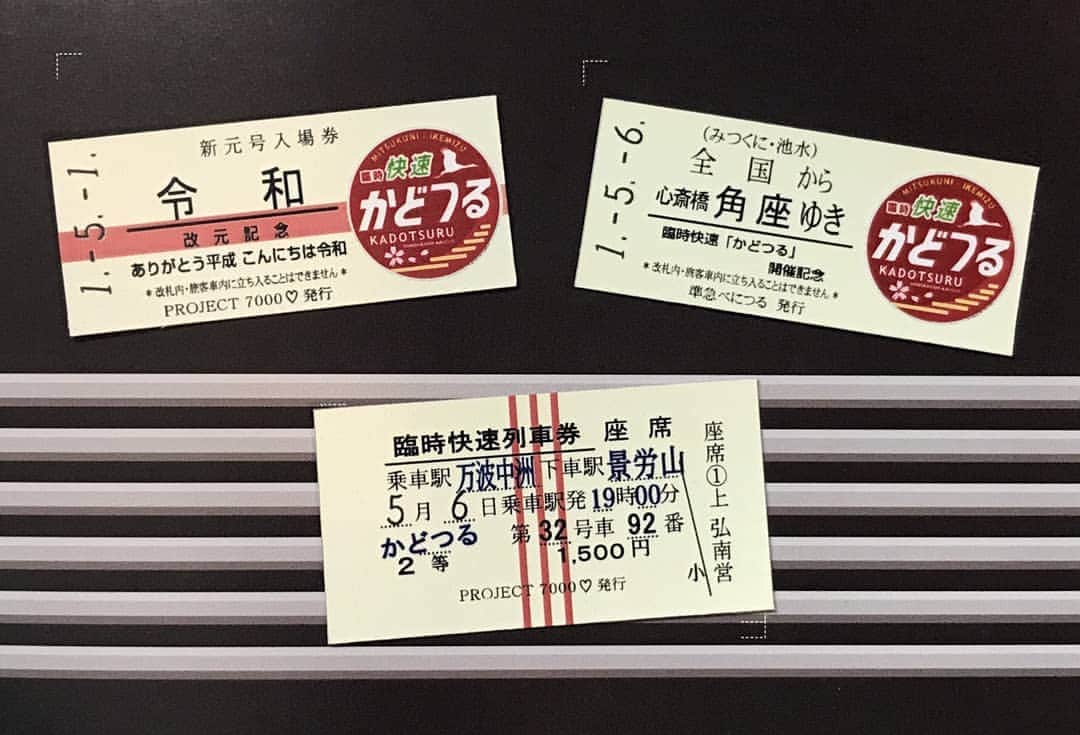 新元号入場券
令和
改元記念
ありがとう平成 こんにちは令和
*改札内・旅客車内に立ち入ることはできません*
PROJECT 7000♡ 発行
1.-5.-1.
MITSUKUNI IKEMIZU
臨時 快速
かどつる
KADOTSURU
(みつくに・池水)
全国から
心斎橋 角座ゆき
臨時快速「かどつる」
開催記念
*改札内・旅客車内に立ち入ることはできません*
準急べにつる 発行
1.-5.-6.
MITSUKUNI IKEMIZU
臨時 快速
かどつる
KADOTSURU
臨時快速列車券 座席
乗車駅 万波中洲 下車駅 景労山
5月6日乗車駅発19時00分
かどつる 第32号車 92番
2等 1,500円
PROJECT 7000♡ 発行
座席①上 弘南営
小